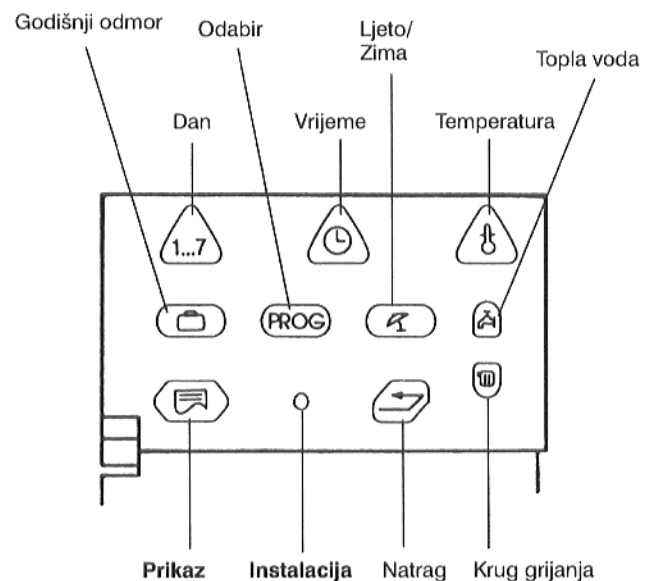 Godišnji odmor
Odabir
Ljeto/
Zima
Topla voda
Dan
Vrijeme
Temperatura
1...7
PROG
Prikaz
Instalacija
Natrag
Krug grijanja